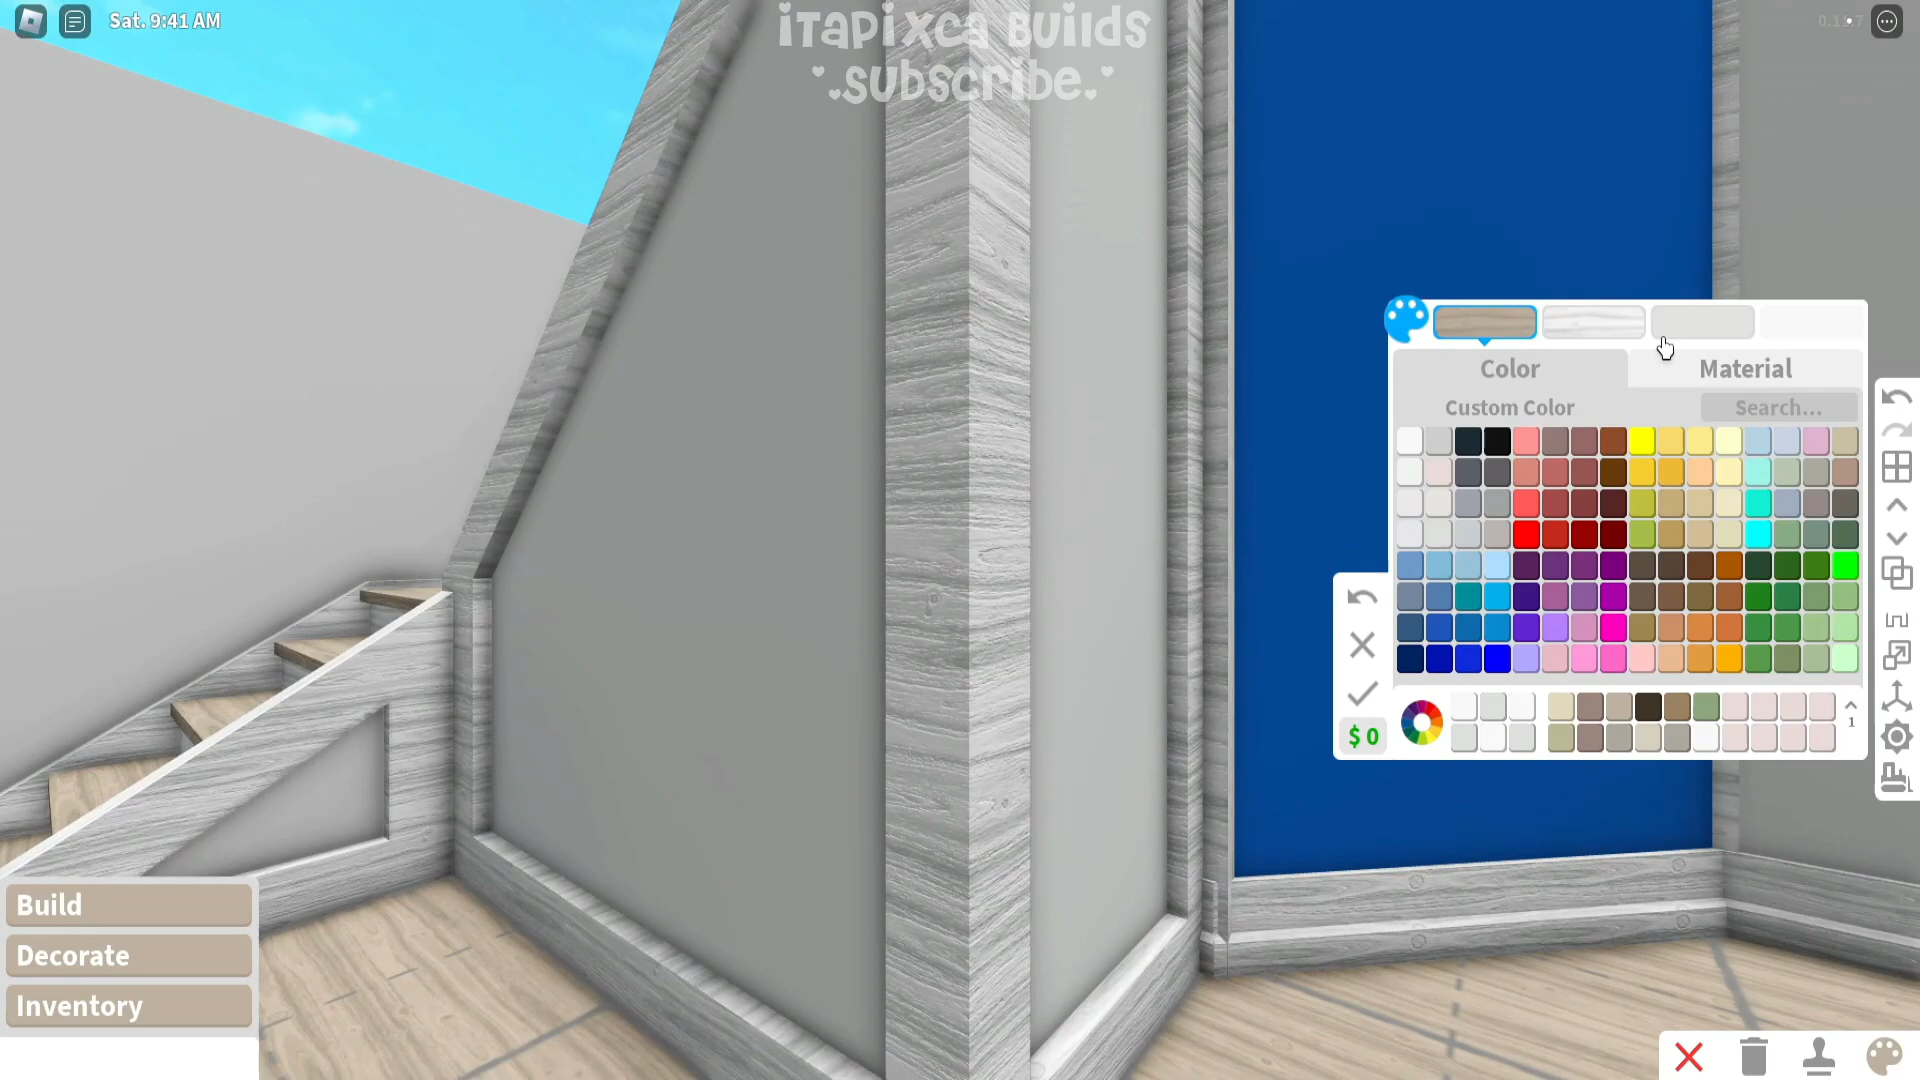 Sat. 9:41 AM
iTapixca Builds
.subscribe.
Color
Material
Custom Color
Search...
1
$ 0
Build
Decorate
Inventory